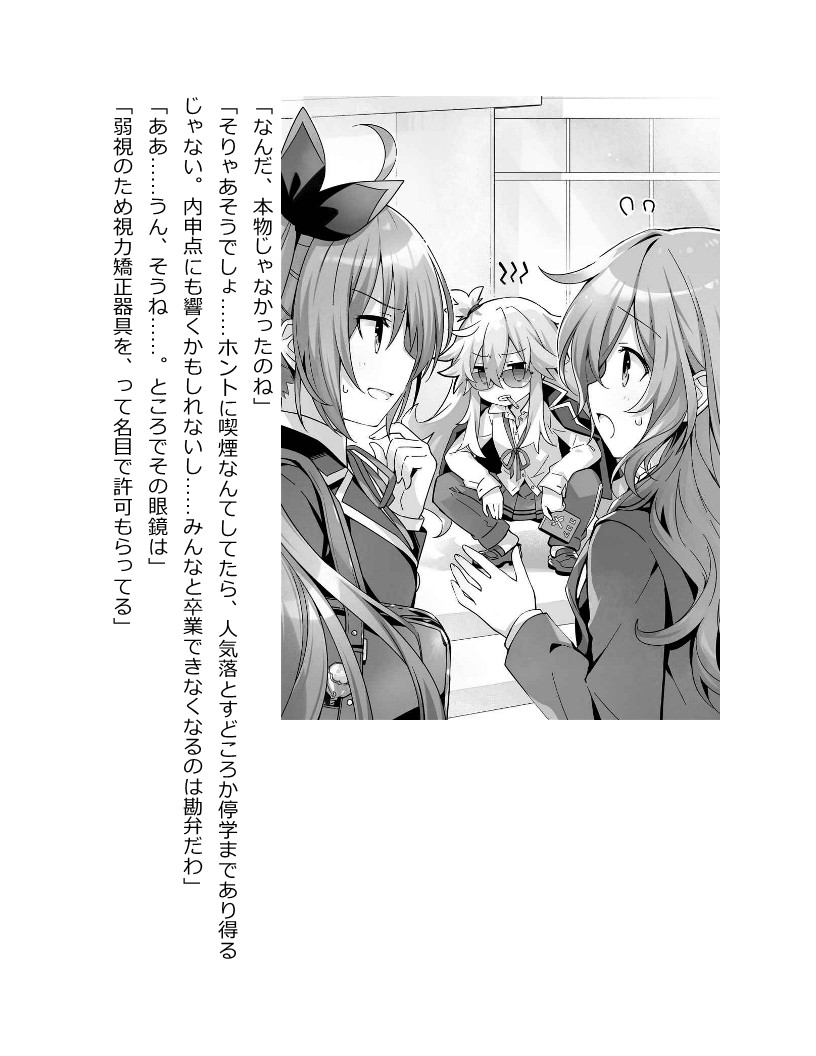 「なんだ、本物じゃなかったのね」
「そりゃあそうでしょ……ホントに喫煙なんてしてたら、人気落とすどころか停学まであり得る
じゃない。内申点にも響くかもしれないし……みんなと卒業できなくなるのは勘弁だわ」
「ああ……うん、そうね……。ところでその眼鏡は」
「弱視のため視力矯正器具を、って名目で許可もらってる」